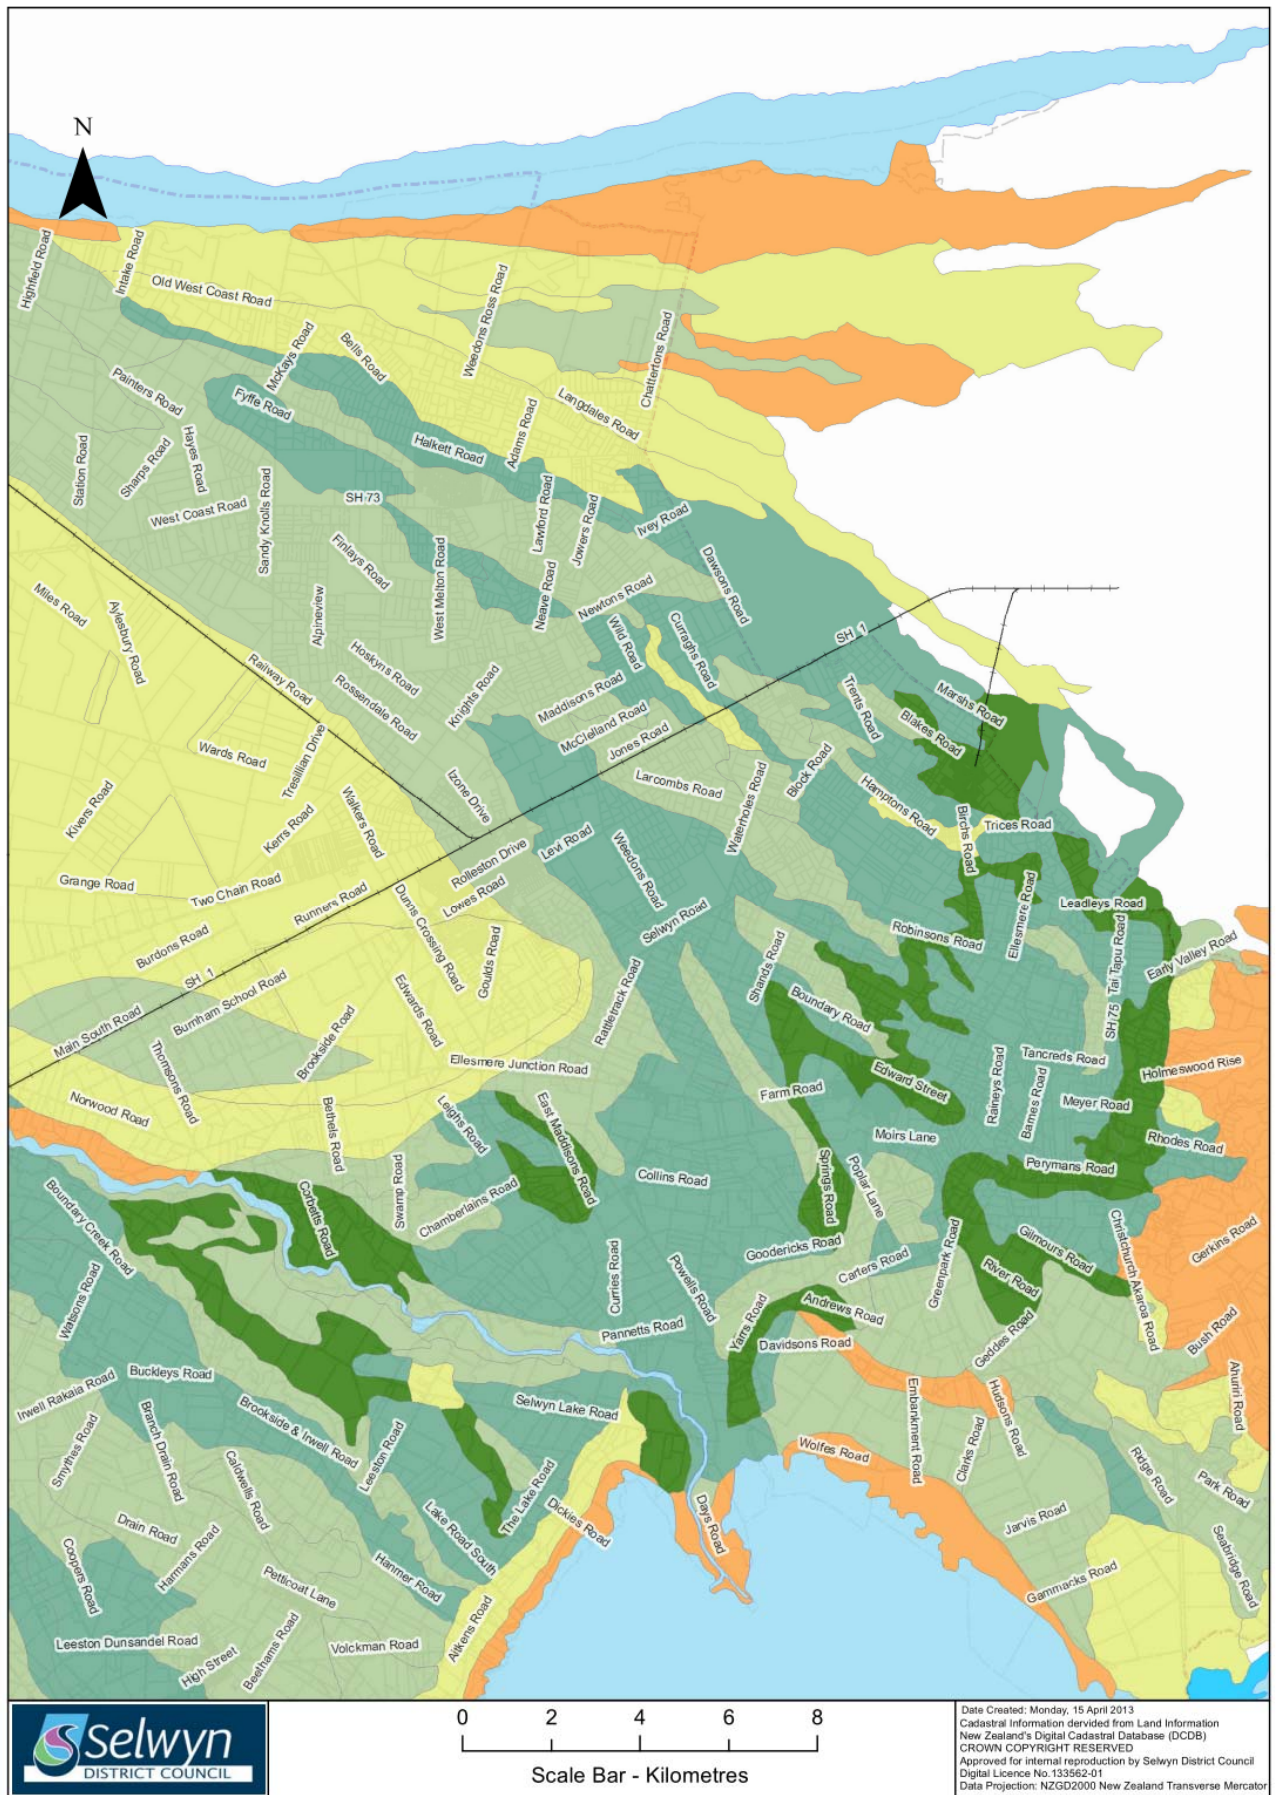 N
Highfield Road
Intake Road
Old West Coast Road
Weedons Ross Road
McKays Road
Bells Road
Chattertons Road
Painters Road
Fyffe Road
Langdales Road
Adams Road
Halkett Road
Station Road
Sharps Road
Hayes Road
West Coast Road
Sandy Knolls Road
SH 73
Lawford Road
Jowers Road
Ivey Road
Finlays Road
West Melton Road
Neave Road
Newtons Road
Dawsons Road
Miles Road
Aylesbury Road
Alpineview
Hoskyns Road
Wild Road
Curraghs Road
SH 1
Railway Road
Rossendale Road
Knights Road
Maddisons Road
McClelland Road
Jones Road
Trents Road
Marshs Road
Blakes Road
Wards Road
Tresillian Drive
Izone Drive
Larcombs Road
Block Road
Waterholes Road
Kivers Road
Kerrs Road
Walkers Road
Hamptons Road
Birchs Road
Trices Road
Levi Road
Rolleston Drive
Weedons Road
Grange Road
Two Chain Road
Runners Road
Lowes Road
Dunns Crossing Road
Selwyn Road
Ellesmere Road
Leadleys Road
Burdons Road
Goulds Road
Robinsons Road
Tai Tapu Road
Early Valley Road
SH 1
Burnham School Road
Edwards Road
Rattletrack Road
Shands Road
Boundary Road
SH 75
Main South Road
Brookside Road
Ellesmere Junction Road
Thomsons Road
Tancreds Road
Holmeswood Rise
Norwood Road
Bethels Road
Leighs Road
East Maddisons Road
Farm Road
Edward Street
Raineys Road
Barnes Road
Meyer Road
Rhodes Road
Moirs Lane
Perymans Road
Boundary Creek Road
Corbetts Road
Swamp Road
Chamberlains Road
Collins Road
Springs Road
Poplar Lane
Goodericks Road
Carters Road
Greenpark Road
Gilmours Road
River Road
Christchurch Akaroa Road
Gerkins Road
Watsons Road
Curries Road
Powells Road
Pannetts Road
Yarrs Road
Andrews Road
Davidsons Road
Geddes Road
Bush Road
Ahuriri Road
Irwell Rakaia Road
Buckleys Road
Brookside & Irwell Road
Selwyn Lake Road
Embankment Road
Hudsons Road
Clarks Road
Smythes Road
Branch Drain Road
Caldwells Road
Leeston Road
Wolfes Road
Ridge Road
Park Road
Drain Road
Harmans Road
Lake Road South
The Lake Road
Dickies Road
Days Road
Jarvis Road
Coopers Road
Petticoat Lane
Hanmer Road
Gammacks Road
Seabridge Road
Leeston Dunsandel Road
High Street
Beethams Road
Volckman Road
Aitkens Road
Selwyn
DISTRICT COUNCIL
0 2 4 6 8
Scale Bar - Kilometres
Date Created: Monday, 15 April 2013
Cadastral Information dervided from Land Information
New Zealand's Digital Cadastral Database (DCDB)
CROWN COPYRIGHT RESERVED
Approved for internal reproduction by Selwyn District Council
Digital Licence No.133562-01
Data Projection: NZGD2000 New Zealand Transverse Mercator